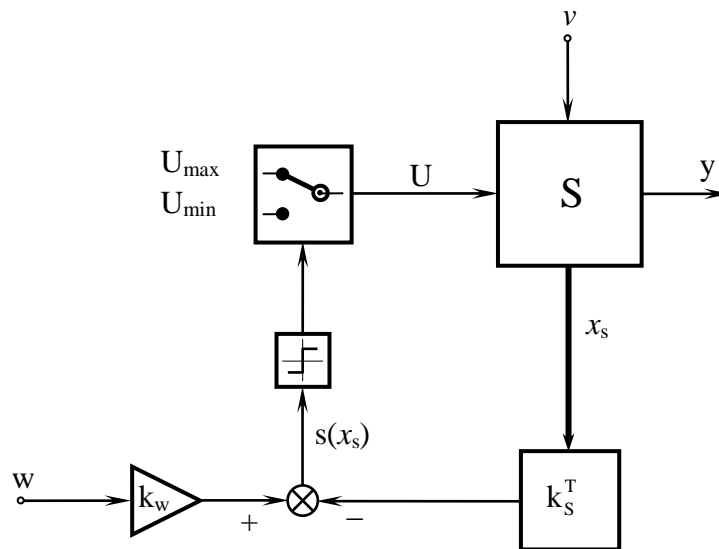 v
U_max
U_min
U
S
y
x_s
s(x_s)
w
k_w
+
−
k_S^T